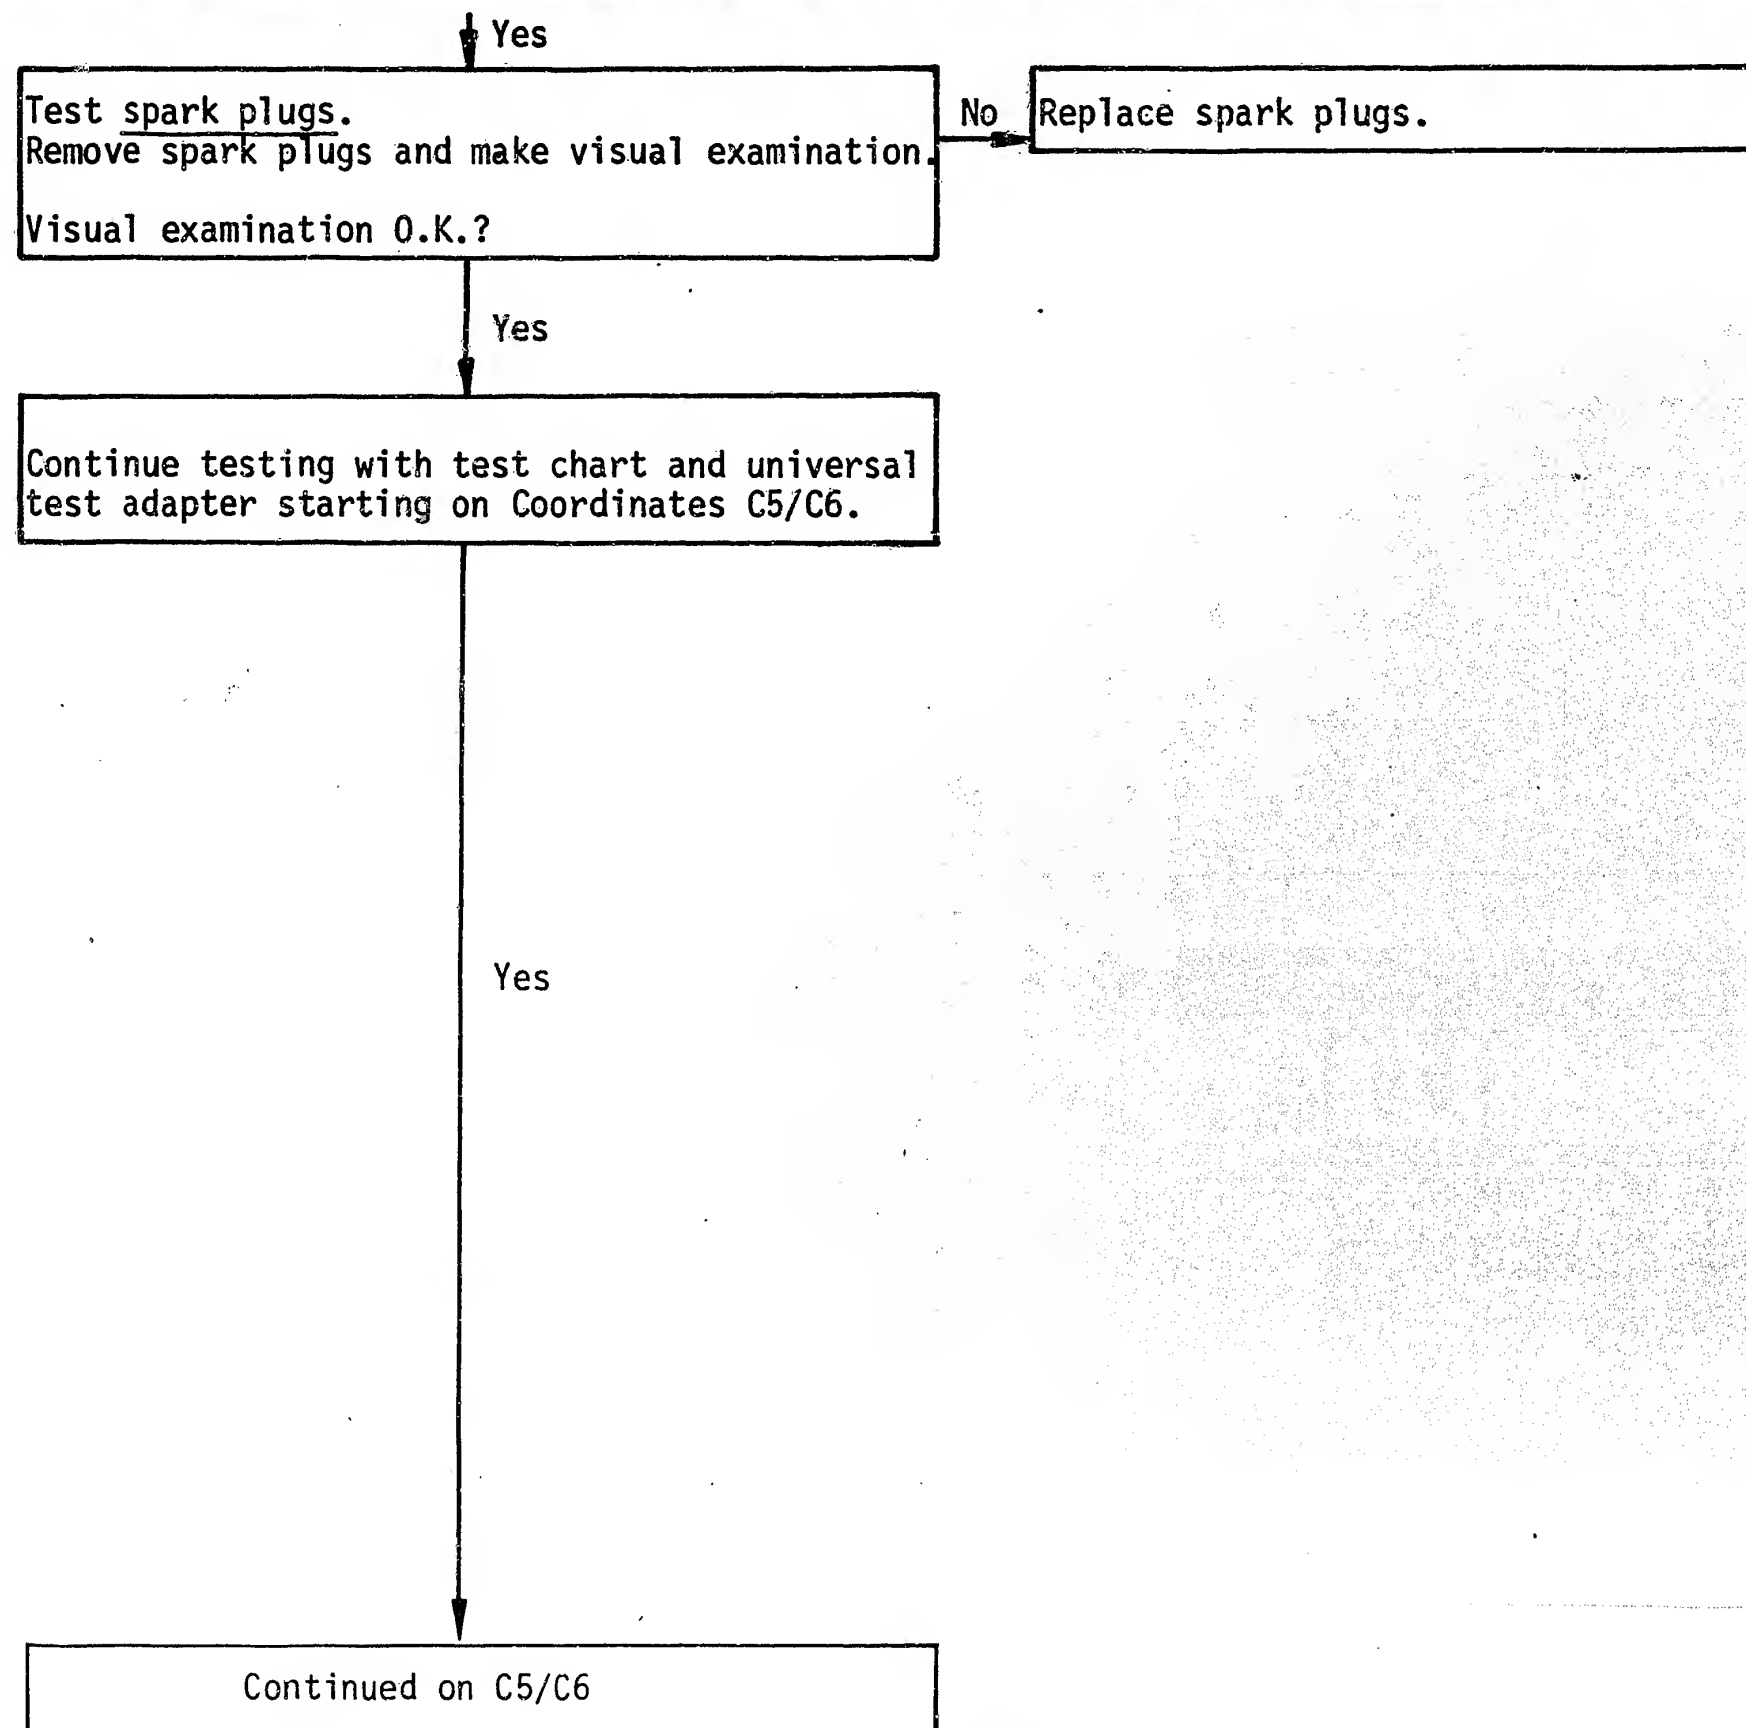 Yes
Test spark plugs.
Remove spark plugs and make visual examination.
Visual examination O.K.?
No
Replace spark plugs.
Yes
Continue testing with test chart and universal
test adapter starting on Coordinates C5/C6.
Yes
Continued on C5/C6